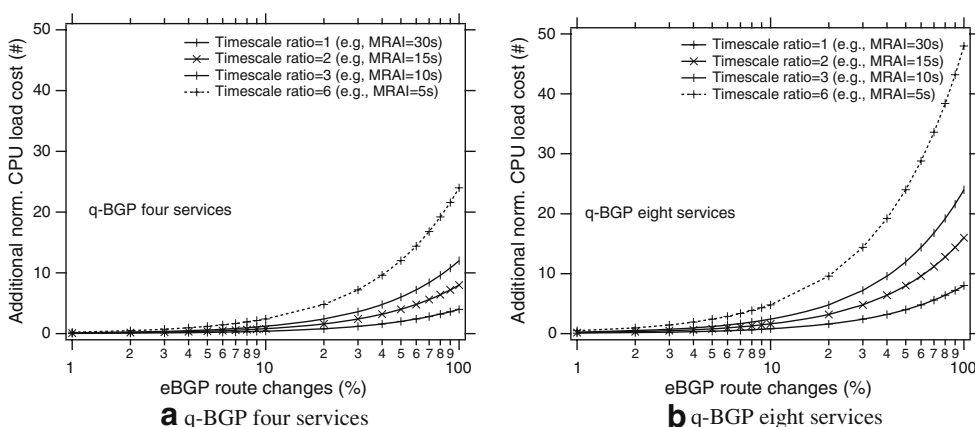 Additional norm. CPU load cost (#)
50
40
30
20
10
0
Timescale ratio=1 (e.g, MRAI=30s)
Timescale ratio=2 (e.g., MRAI=15s)
Timescale ratio=3 (e.g, MRAI=10s)
Timescale ratio=6 (e.g., MRAI=5s)
q-BGP four services
1 2 3 4 5 6 7 8 9 10 2 3 4 5 6 7 8 9 100
eBGP route changes (%)
a q-BGP four services
Additional norm. CPU load cost (#)
50
40
30
20
10
0
Timescale ratio=1 (e.g., MRAI=30s)
Timescale ratio=2 (e.g., MRAI=15s)
Timescale ratio=3 (e.g., MRAI=10s)
Timescale ratio=6 (e.g., MRAI=5s)
q-BGP eight services
1 2 3 4 5 6 7 8 9 10 2 3 4 5 6 7 8 9 100
eBGP route changes (%)
b q-BGP eight services